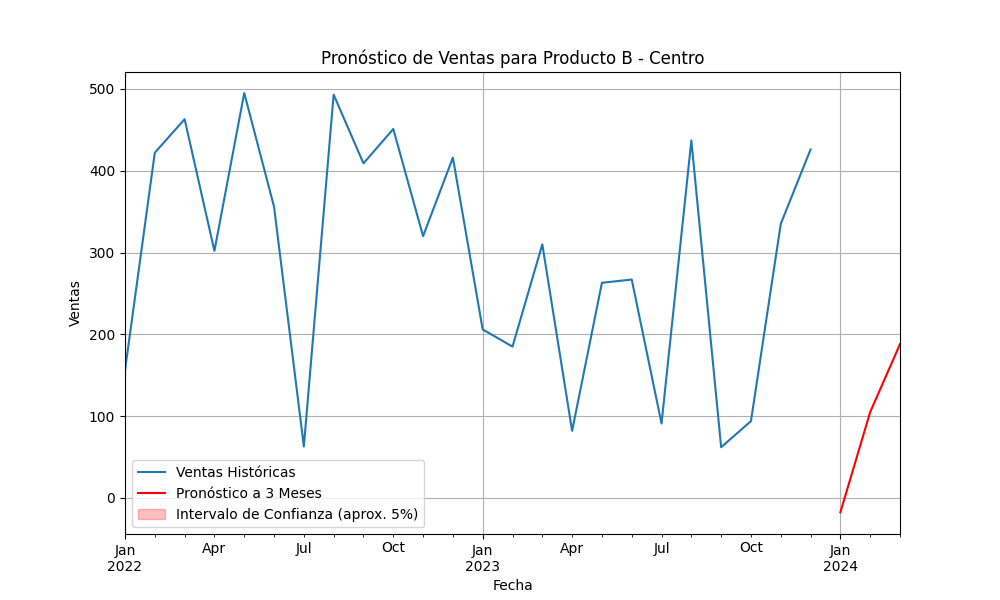 Pronóstico de Ventas para Producto B - Centro
500
400
300
200
100
0
Ventas
Ventas Históricas
Pronóstico a 3 Meses
Intervalo de Confianza (aprox. 5%)
Jan Apr Jul Oct Jan Apr Jul Oct Jan
2022 2023 2024
Fecha